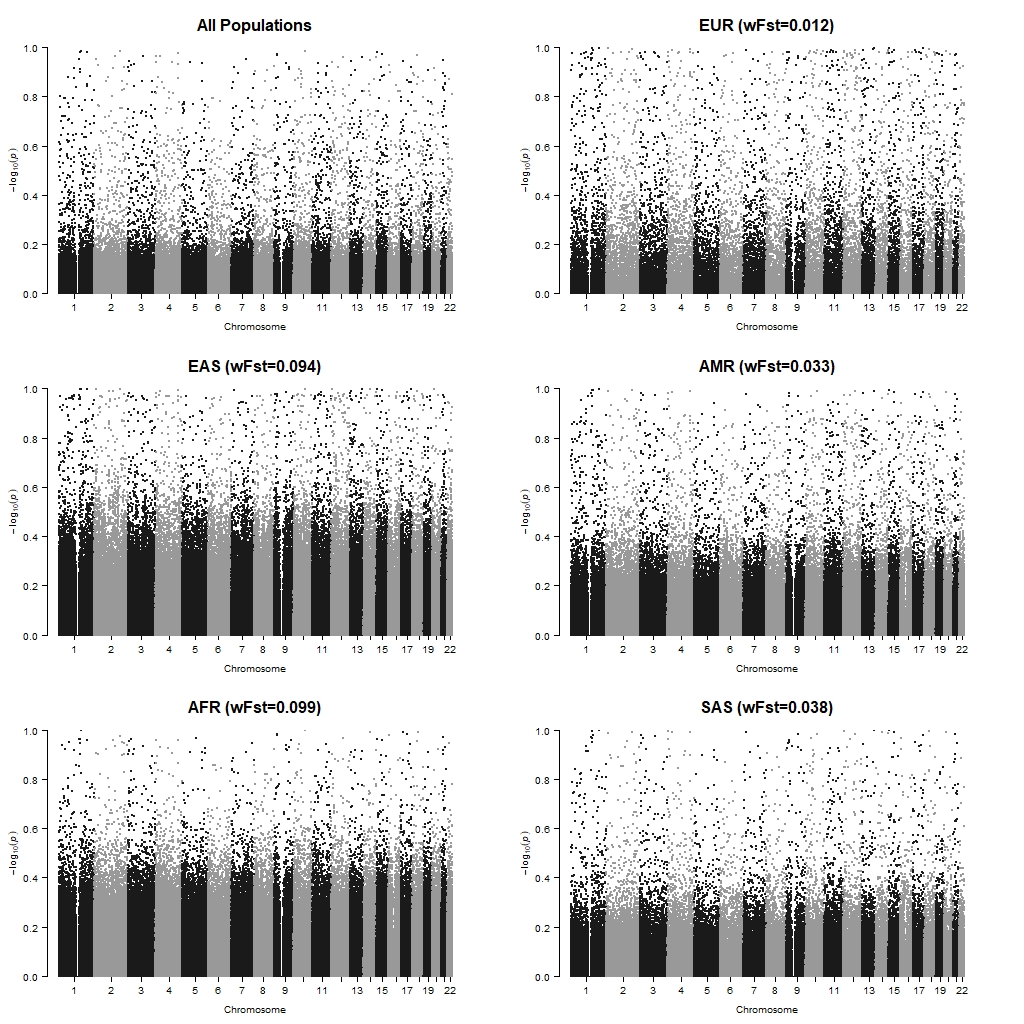 All Populations
1.0
0.8
0.6
0.4
0.2
0.0
−log₁₀(p)
1 2 3 4 5 6 7 8 9 11 13 15 17 19 22
Chromosome
EUR (wFst=0.012)
1.0
0.8
0.6
0.4
0.2
0.0
−log₁₀(p)
1 2 3 4 5 6 7 8 9 11 13 15 17 19 22
Chromosome
EAS (wFst=0.094)
1.0
0.8
0.6
0.4
0.2
0.0
−log₁₀(p)
1 2 3 4 5 6 7 8 9 11 13 15 17 19 22
Chromosome
AMR (wFst=0.033)
1.0
0.8
0.6
0.4
0.2
0.0
−log₁₀(p)
1 2 3 4 5 6 7 8 9 11 13 15 17 19 22
Chromosome
AFR (wFst=0.099)
1.0
0.8
0.6
0.4
0.2
0.0
−log₁₀(p)
1 2 3 4 5 6 7 8 9 11 13 15 17 19 22
Chromosome
SAS (wFst=0.038)
1.0
0.8
0.6
0.4
0.2
0.0
−log₁₀(p)
1 2 3 4 5 6 7 8 9 11 13 15 17 19 22
Chromosome